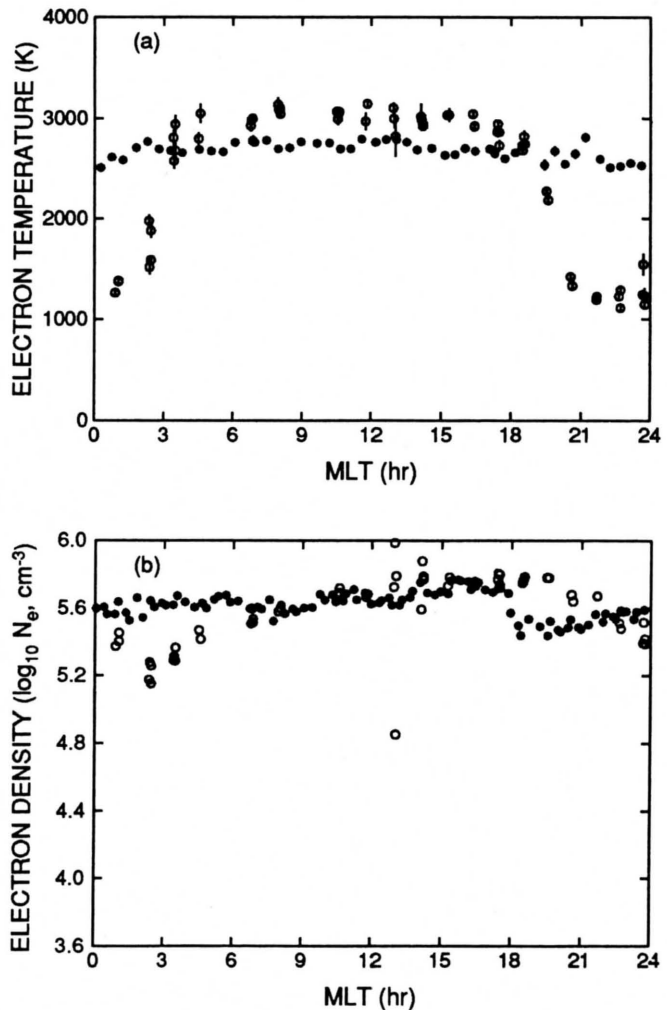 (a)
ELECTRON TEMPERATURE (K)
4000
3000
2000
1000
0
0 3 6 9 12 15 18 21 24
MLT (hr)
(b)
ELECTRON DENSITY (log10 Ne, cm-3)
6.0
5.6
5.2
4.8
4.4
4.0
3.6
0 3 6 9 12 15 18 21 24
MLT (hr)